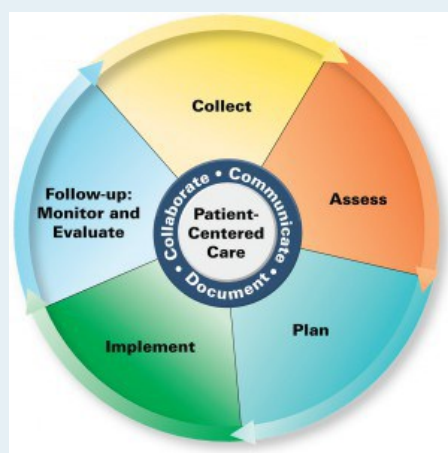 Collect
Assess
Plan
Implement
Follow-up:
Monitor and
Evaluate
Collaborate • Communicate • Document •
Patient-
Centered
Care